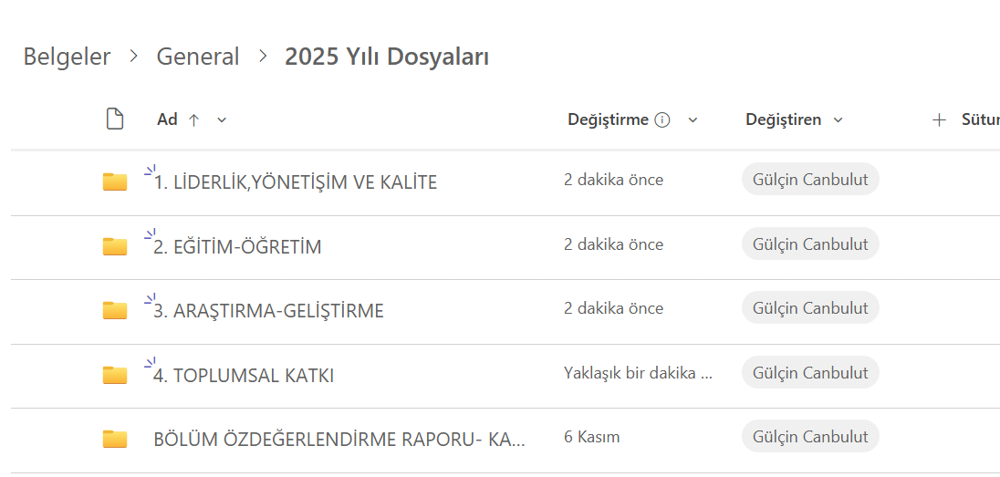 Belgeler > General > 2025 Yılı Dosyaları
Ad Değiştirme Değiştiren + Sütur
1. LİDERLİK,YÖNETİŞİM VE KALİTE 2 dakika önce Gülçin Canbulut
2. EĞİTİM-ÖĞRETİM 2 dakika önce Gülçin Canbulut
3. ARAŞTIRMA-GELİŞTİRME 2 dakika önce Gülçin Canbulut
4. TOPLUMSAL KATKI Yaklaşık bir dakika ... Gülçin Canbulut
BÖLÜM ÖZDEĞERLENDİRME RAPORU- KA... 6 Kasım Gülçin Canbulut